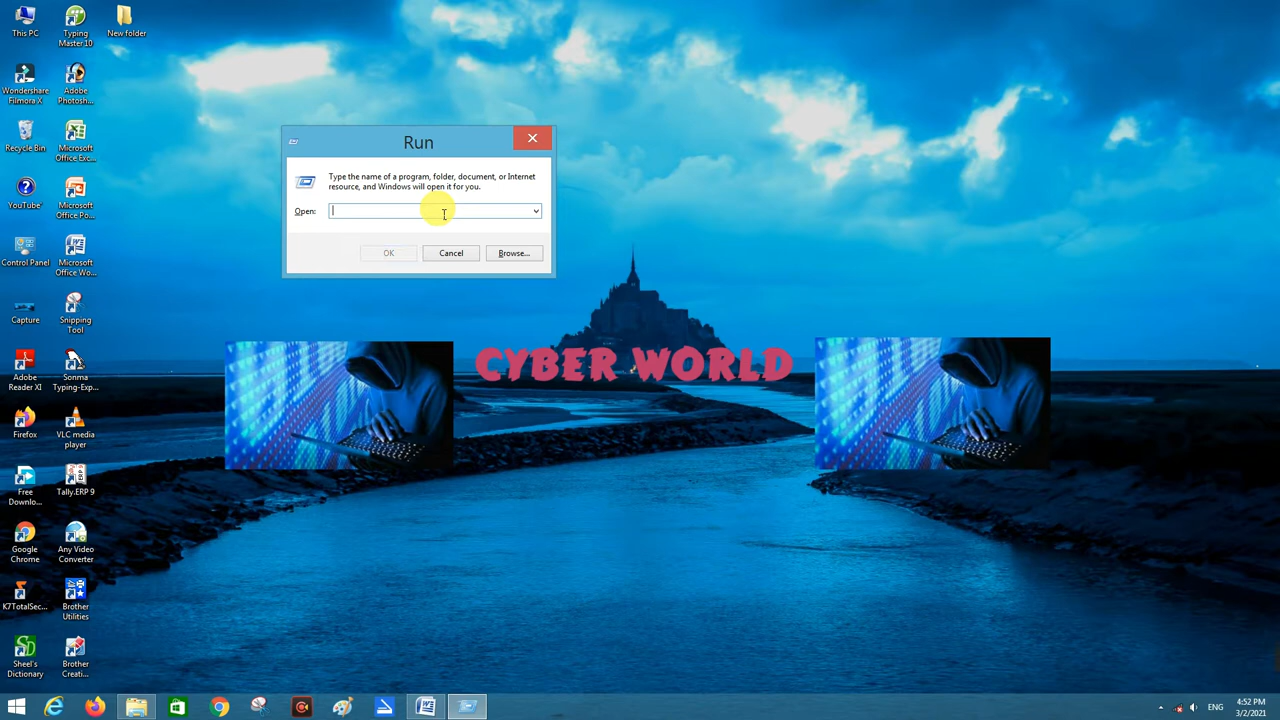 This PC
Typing
Master 10
New folder
Wondershare
Filmora X
Adobe
Photosh...
Recycle Bin
Microsoft
Office Exc...
YouTube
Microsoft
Office Po...
Control Panel
Microsoft
Office Wo...
Capture
Snipping
Tool
Adobe
Reader XI
Sonma
Typing-Exp...
Firefox
VLC media
player
Free
Downlo...
Tally.ERP 9
Google
Chrome
Any Video
Converter
K7TotalSec...
Brother
Utilities
Sheel's
Dictionary
Brother
Creati...
Run
Type the name of a program, folder, document, or Internet
resource, and Windows will open it for you.
Open:
OK
Cancel
Browse...
CYBER WORLD
ENG
4:52 PM
3/2/2021